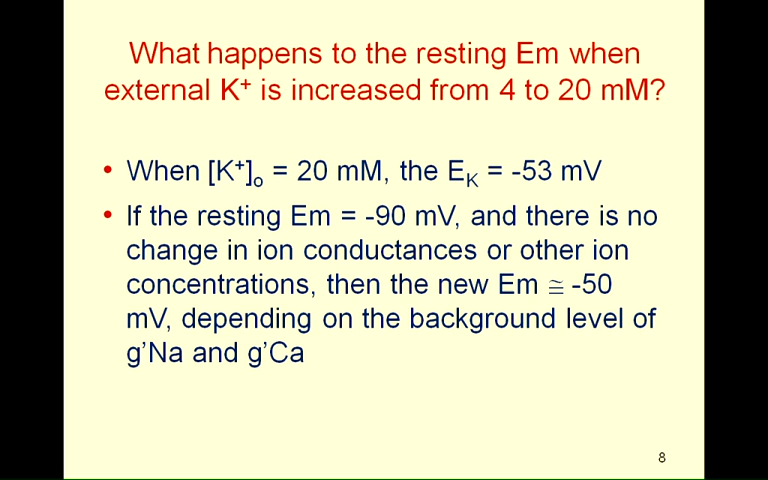 What happens to the resting Em when
external K⁺ is increased from 4 to 20 mM?
• When [K⁺]ₒ = 20 mM, the E_K = -53 mV
• If the resting Em = -90 mV, and there is no
change in ion conductances or other ion
concentrations, then the new Em ≅ -50
mV, depending on the background level of
g'Na and g'Ca
8